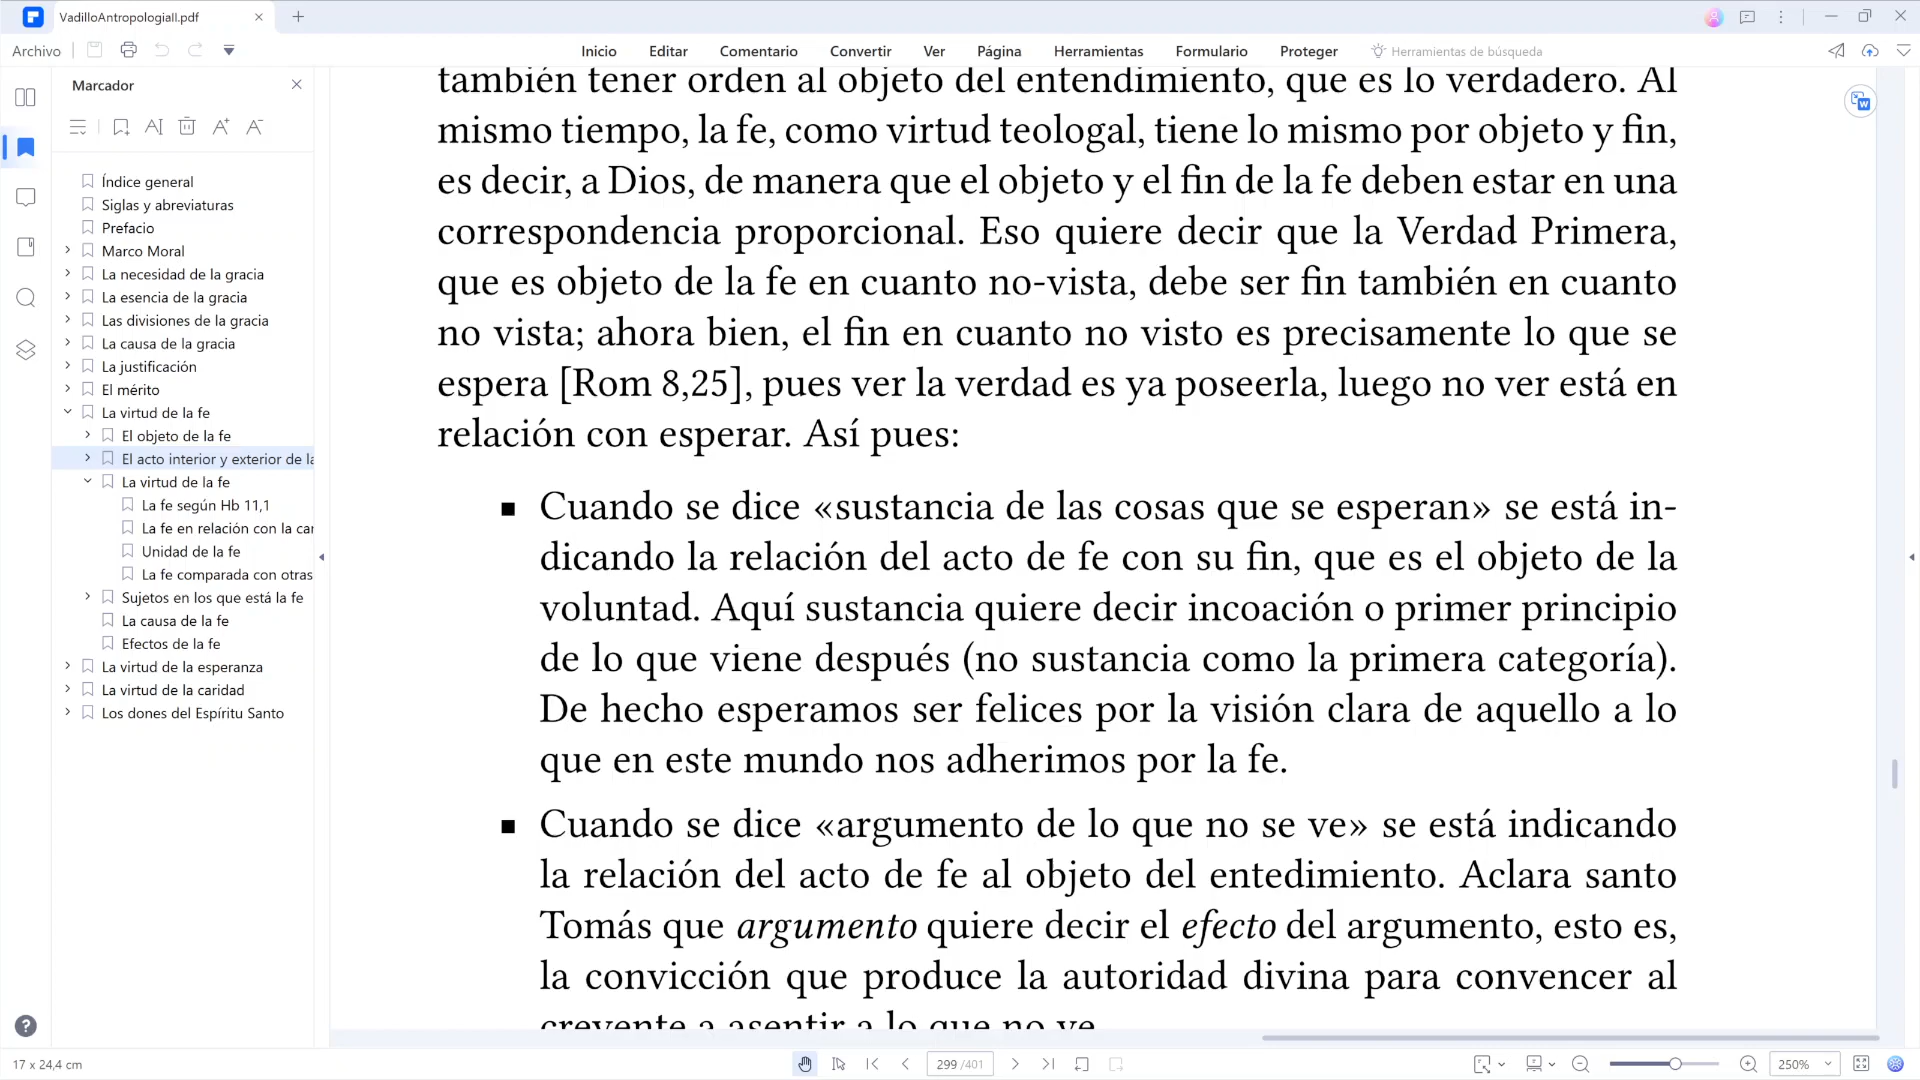 VadilloAntropologiaII.pdf
Archivo
Inicio Editar Comentario Convertir Ver Página Herramientas Formulario Proteger Herramientas de búsqueda
Marcador
Índice general
Siglas y abreviaturas
Prefacio
Marco Moral
La necesidad de la gracia
La esencia de la gracia
Las divisiones de la gracia
La causa de la gracia
La justificación
El mérito
La virtud de la fe
El objeto de la fe
El acto interior y exterior de la
La virtud de la fe
La fe según Hb 11,1
La fe en relación con la car
Unidad de la fe
La fe comparada con otras
Sujetos en los que está la fe
La causa de la fe
Efectos de la fe
La virtud de la esperanza
La virtud de la caridad
Los dones del Espíritu Santo
también tener orden al objeto del entendimiento, que es lo verdadero. Al
mismo tiempo, la fe, como virtud teologal, tiene lo mismo por objeto y fin,
es decir, a Dios, de manera que el objeto y el fin de la fe deben estar en una
correspondencia proporcional. Eso quiere decir que la Verdad Primera,
que es objeto de la fe en cuanto no-vista, debe ser fin también en cuanto
no vista; ahora bien, el fin en cuanto no visto es precisamente lo que se
espera [Rom 8,25], pues ver la verdad es ya poseerla, luego no ver está en
relación con esperar. Así pues:
■ Cuando se dice «sustancia de las cosas que se esperan» se está in-
dicando la relación del acto de fe con su fin, que es el objeto de la
voluntad. Aquí sustancia quiere decir incoación o primer principio
de lo que viene después (no sustancia como la primera categoría).
De hecho esperamos ser felices por la visión clara de aquello a lo
que en este mundo nos adherimos por la fe.
■ Cuando se dice «argumento de lo que no se ve» se está indicando
la relación del acto de fe al objeto del entedimiento. Aclara santo
Tomás que argumento quiere decir el efecto del argumento, esto es,
la convicción que produce la autoridad divina para convencer al
creyente a asentir a lo que no ve.
17 x 24,4 cm
299 /401
250%